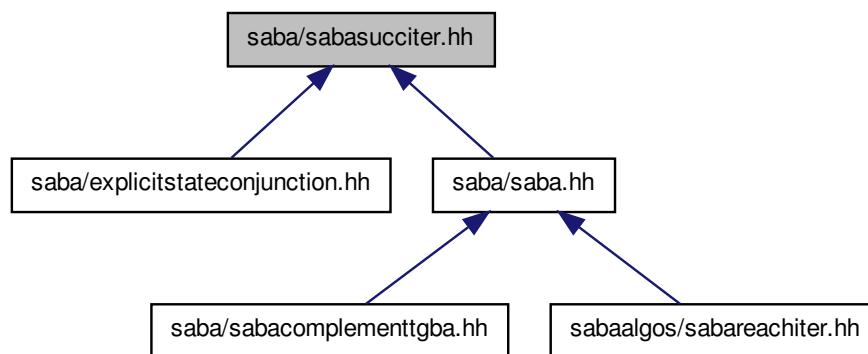 saba/sabasucciter.hh
saba/explicitstateconjunction.hh
saba/saba.hh
saba/sabacomplementtgba.hh
sabaalgos/sabareachiter.hh